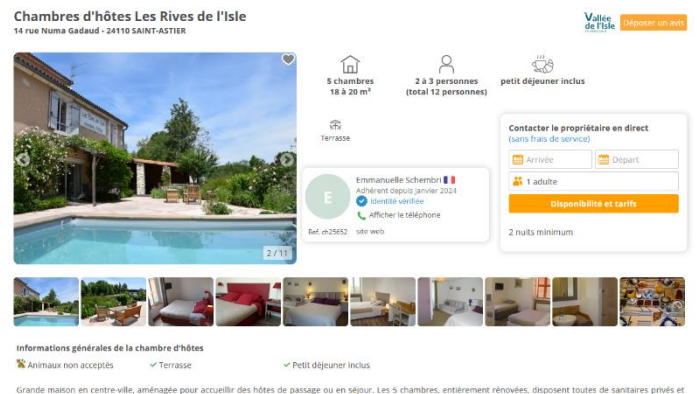 Chambres d'hôtes Les Rives de l'Isle
14 rue Numa Gadaud - 24110 SAINT-ASTIER
Vallée
de l'Isle
Déposer un avis
5 chambres
18 à 20 m²
2 à 3 personnes
(total 12 personnes)
petit déjeuner inclus
Terrasse
Contacter le propriétaire en direct
(sans frais de service)
Arrivée
Départ
1 adulte
Disponibilité et tarifs
2 nuits minimum
E
Emmanuelle Schembri
Adhérent depuis janvier 2024
Identité vérifiée
Afficher le téléphone
Ref. ch25652
site web
2 / 11
Informations générales de la chambre d'hôtes
Animaux non acceptés
Terrasse
Petit déjeuner inclus
Grande maison en centre-ville, aménagée pour accueillir des hôtes de passage ou en séjour. Les 5 chambres, entièrement rénovées, disposent toutes de sanitaires privés et